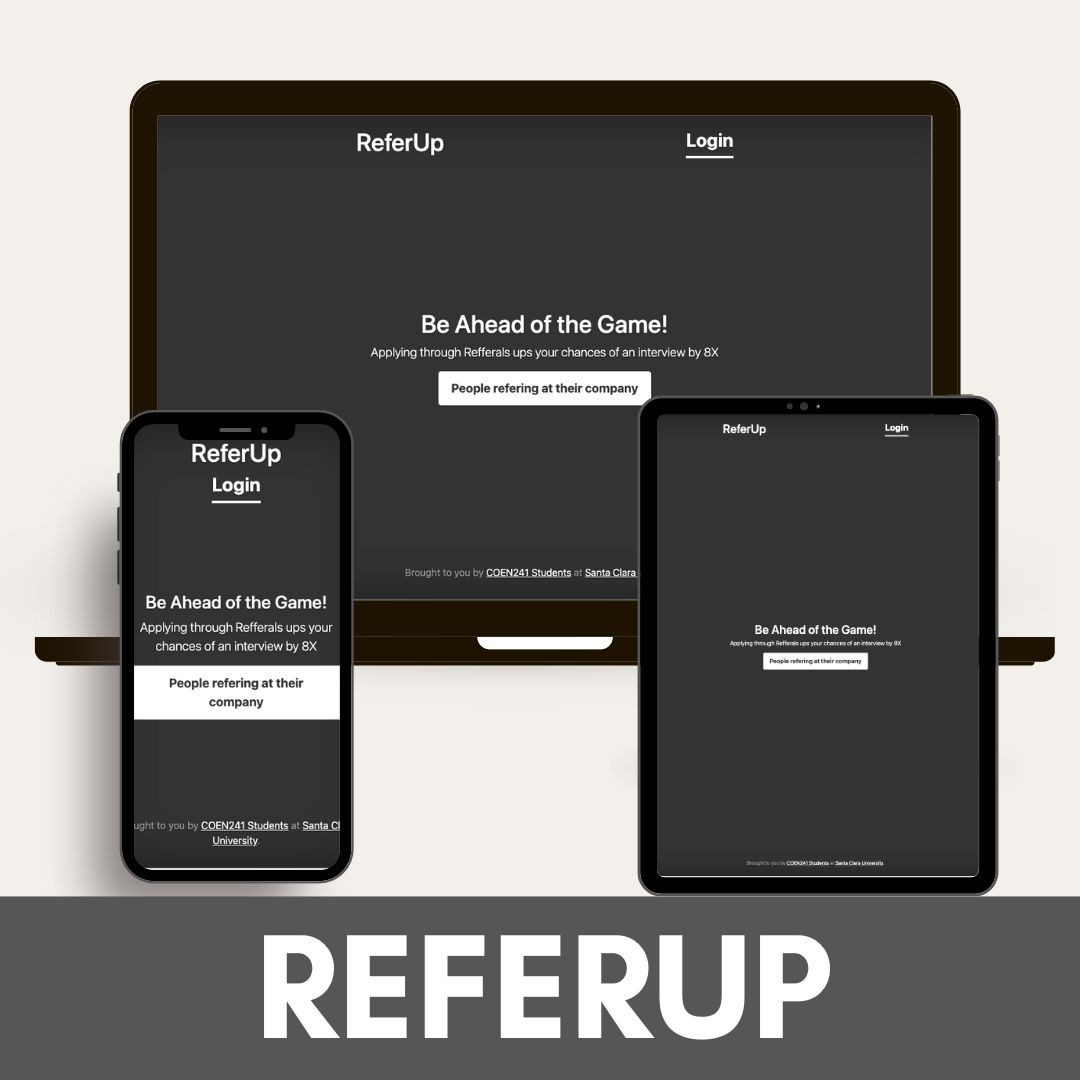 ReferUp
Login
Be Ahead of the Game!
Applying through Refferals ups your chances of an interview by 8X
People refering at their company
Brought to you by COEN241 Students at Santa Clara
ReferUp
Login
Be Ahead of the Game!
Applying through Refferals ups your
chances of an interview by 8X
People refering at their
company
ught to you by COEN241 Students at Santa Cl
University.
ReferUp
Login
Be Ahead of the Game!
Applying through Refferals ups your chances of an interview by 8X
People refering at their company
Brought to you by COEN241 Students at Santa Clara University.
REFERUP